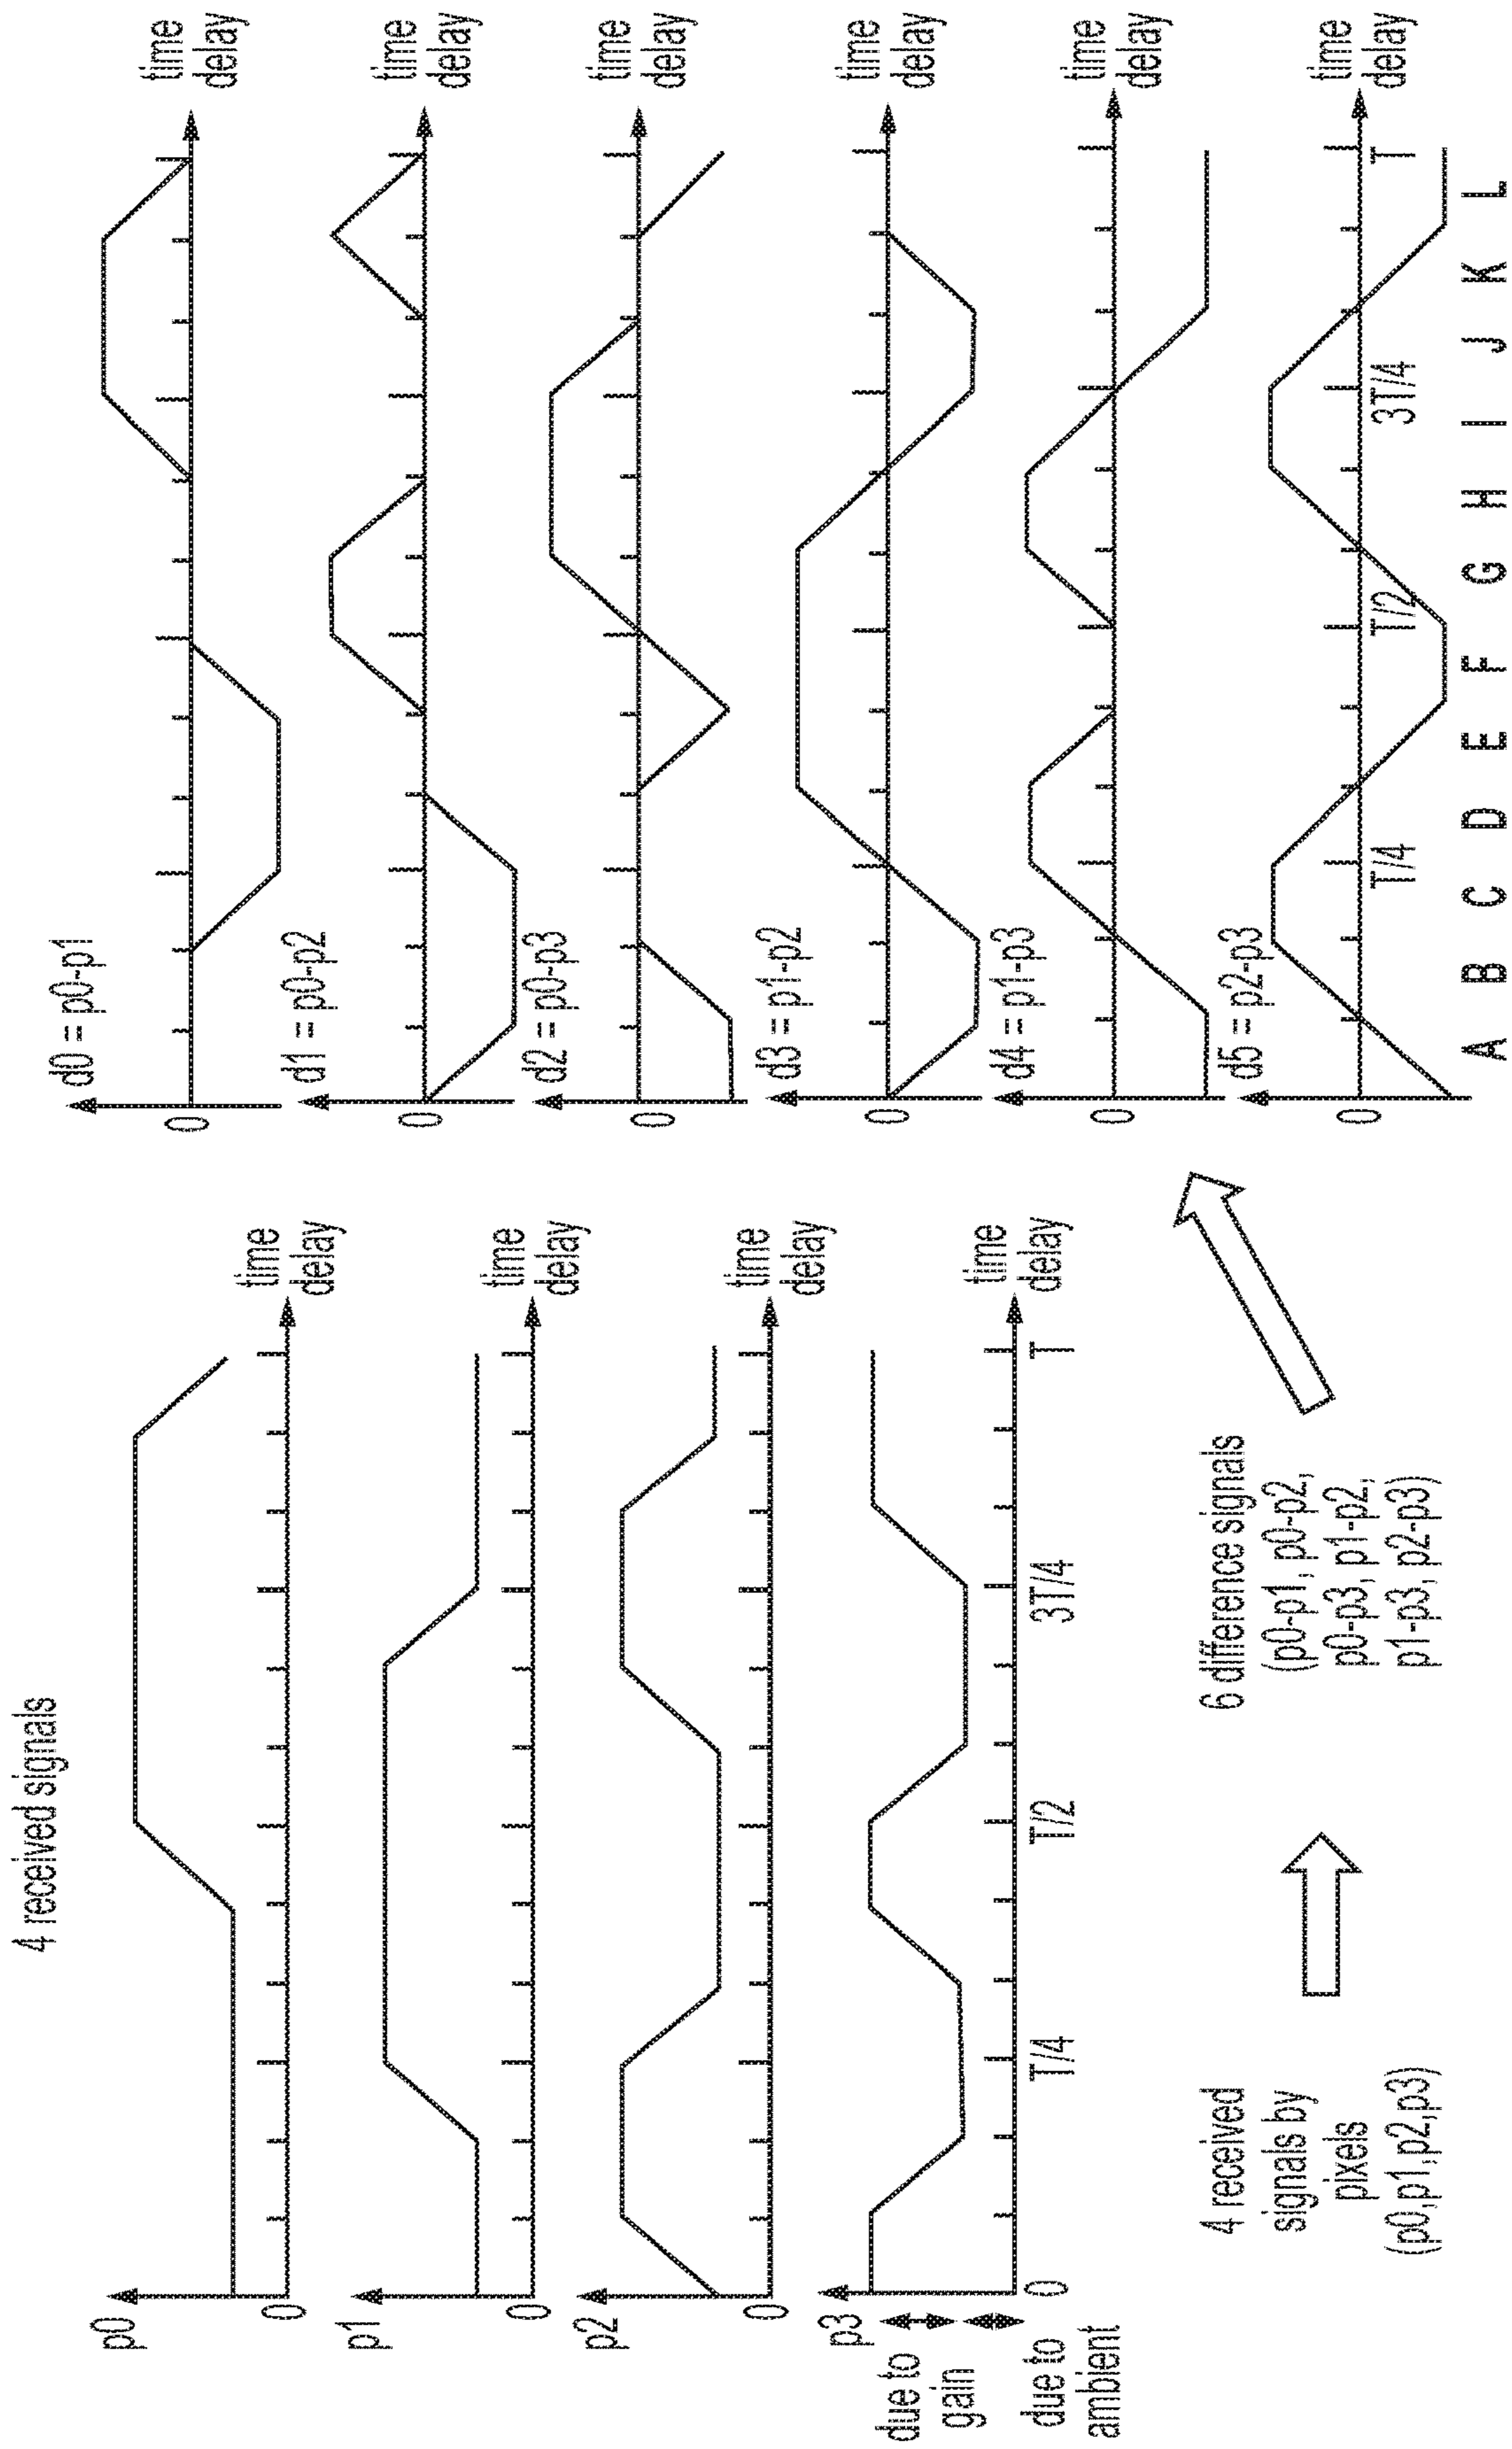 4 received signals
p0
0
time
delay
p1
0
time
delay
p2
0
time
delay
p3
due to
gain
due to
ambient
0
T/4
T/2
3T/4
T
time
delay
4 received
signals by
pixels
(p0,p1,p2,p3)
6 difference signals
(p0-p1, p0-p2,
p0-p3, p1-p2,
p1-p3, p2-p3)
d0 = p0-p1
0
time
delay
d1 = p0-p2
0
time
delay
d2 = p0-p3
0
time
delay
d3 = p1-p2
0
time
delay
d4 = p1-p3
0
time
delay
d5 = p2-p3
0
T/4
T/2
3T/4
T
time
delay
A B C D E F G H I J K L